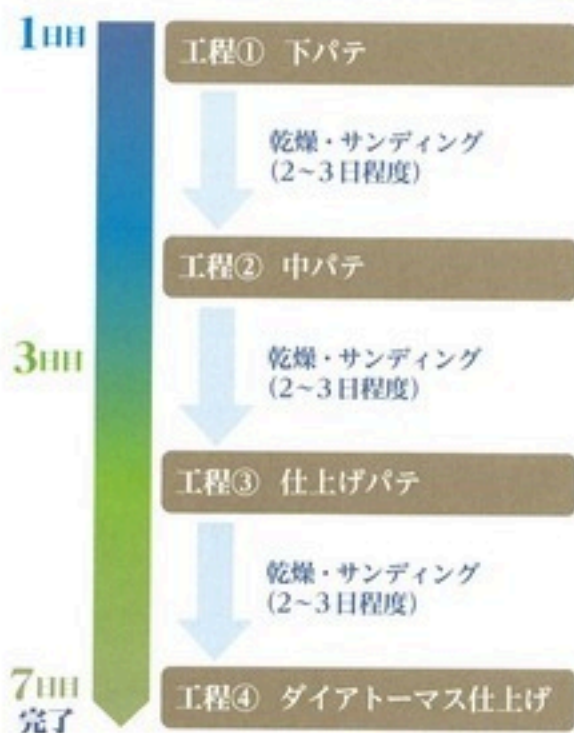 1日目
工程① 下パテ
乾燥・サンディング
(2～3日程度)
工程② 中パテ
3日目
乾燥・サンディング
(2～3日程度)
工程③ 仕上げパテ
乾燥・サンディング
(2～3日程度)
7日目
完了
工程④ ダイアトーマス仕上げ